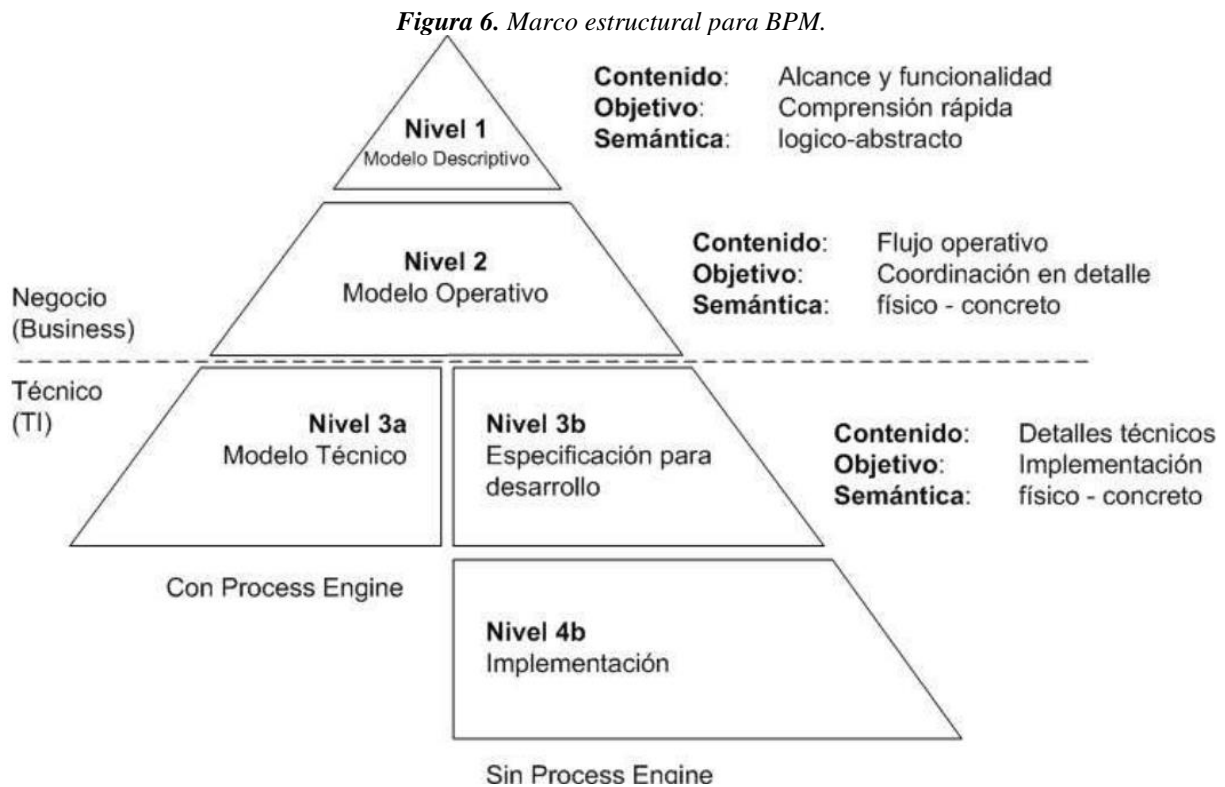 Figura 6. Marco estructural para BPM.
Nivel 1
Modelo Descriptivo
Contenido: Alcance y funcionalidad
Objetivo: Comprensión rápida
Semántica: logico-abstracto
Nivel 2
Modelo Operativo
Contenido: Flujo operativo
Objetivo: Coordinación en detalle
Semántica: físico - concreto
Negocio
(Business)
Técnico
(TI)
Nivel 3a
Modelo Técnico
Nivel 3b
Especificación para
desarrollo
Contenido: Detalles técnicos
Objetivo: Implementación
Semántica: físico - concreto
Con Process Engine
Nivel 4b
Implementación
Sin Process Engine